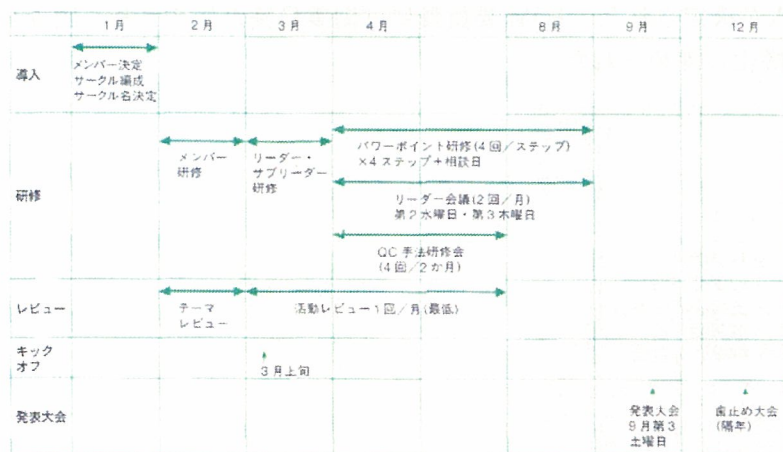 1月 2月 3月 4月 8月 9月 12月
導入
メンバー決定
サークル編成
サークル名決定
研修
メンバー
研修
リーダー・
サブリーダー
研修
パワーポイント研修(4回/ステップ)
×4ステップ+相談日
リーダー会議(2回/月)
第2水曜日・第3木曜日
QC手法研修会
(4回/2か月)
レビュー
テーマ
レビュー
活動レビュー1回/月(最低)
キック
オフ
3月上旬
発表大会
発表大会
9月第3
土曜日
歯止め大会
(隔年)